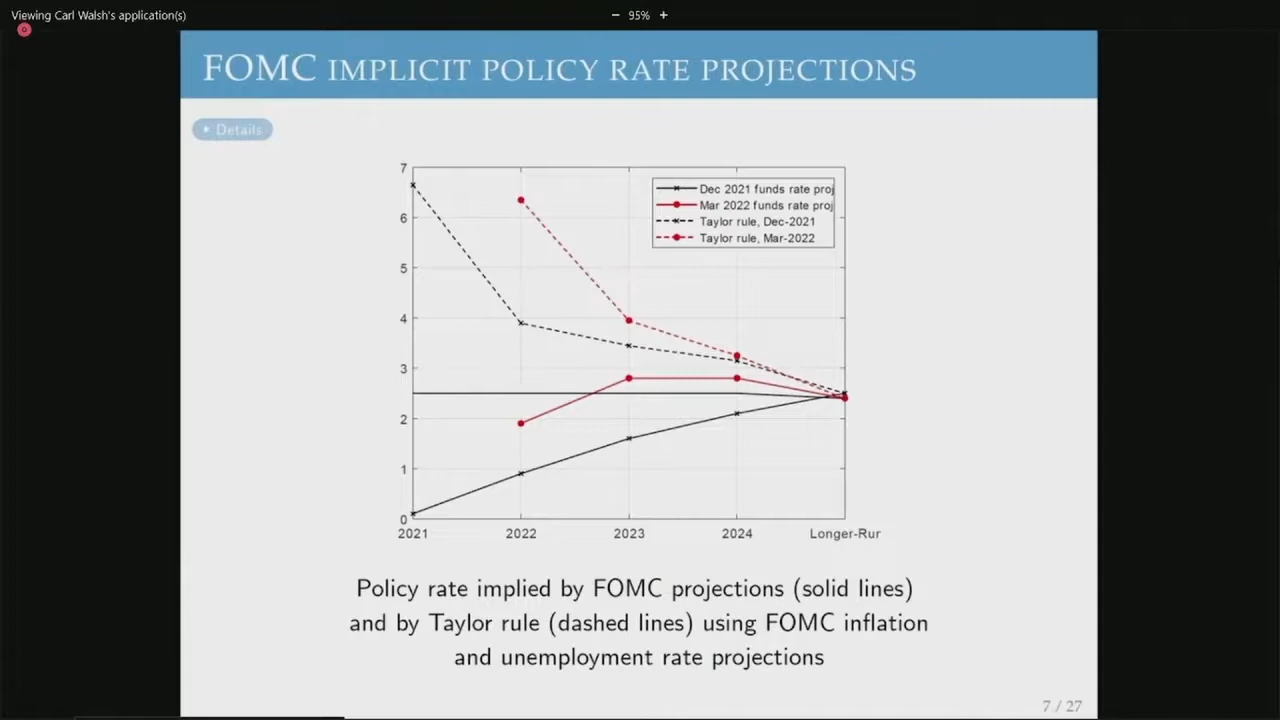 Viewing Carl Walsh's application(s)
− 95% +
FOMC IMPLICIT POLICY RATE PROJECTIONS
Details
7
6
5
4
3
2
1
0
Dec 2021 funds rate proj
Mar 2022 funds rate proj
Taylor rule, Dec-2021
Taylor rule, Mar-2022
2021 2022 2023 2024 Longer-Rur
Policy rate implied by FOMC projections (solid lines)
and by Taylor rule (dashed lines) using FOMC inflation
and unemployment rate projections
7 / 27